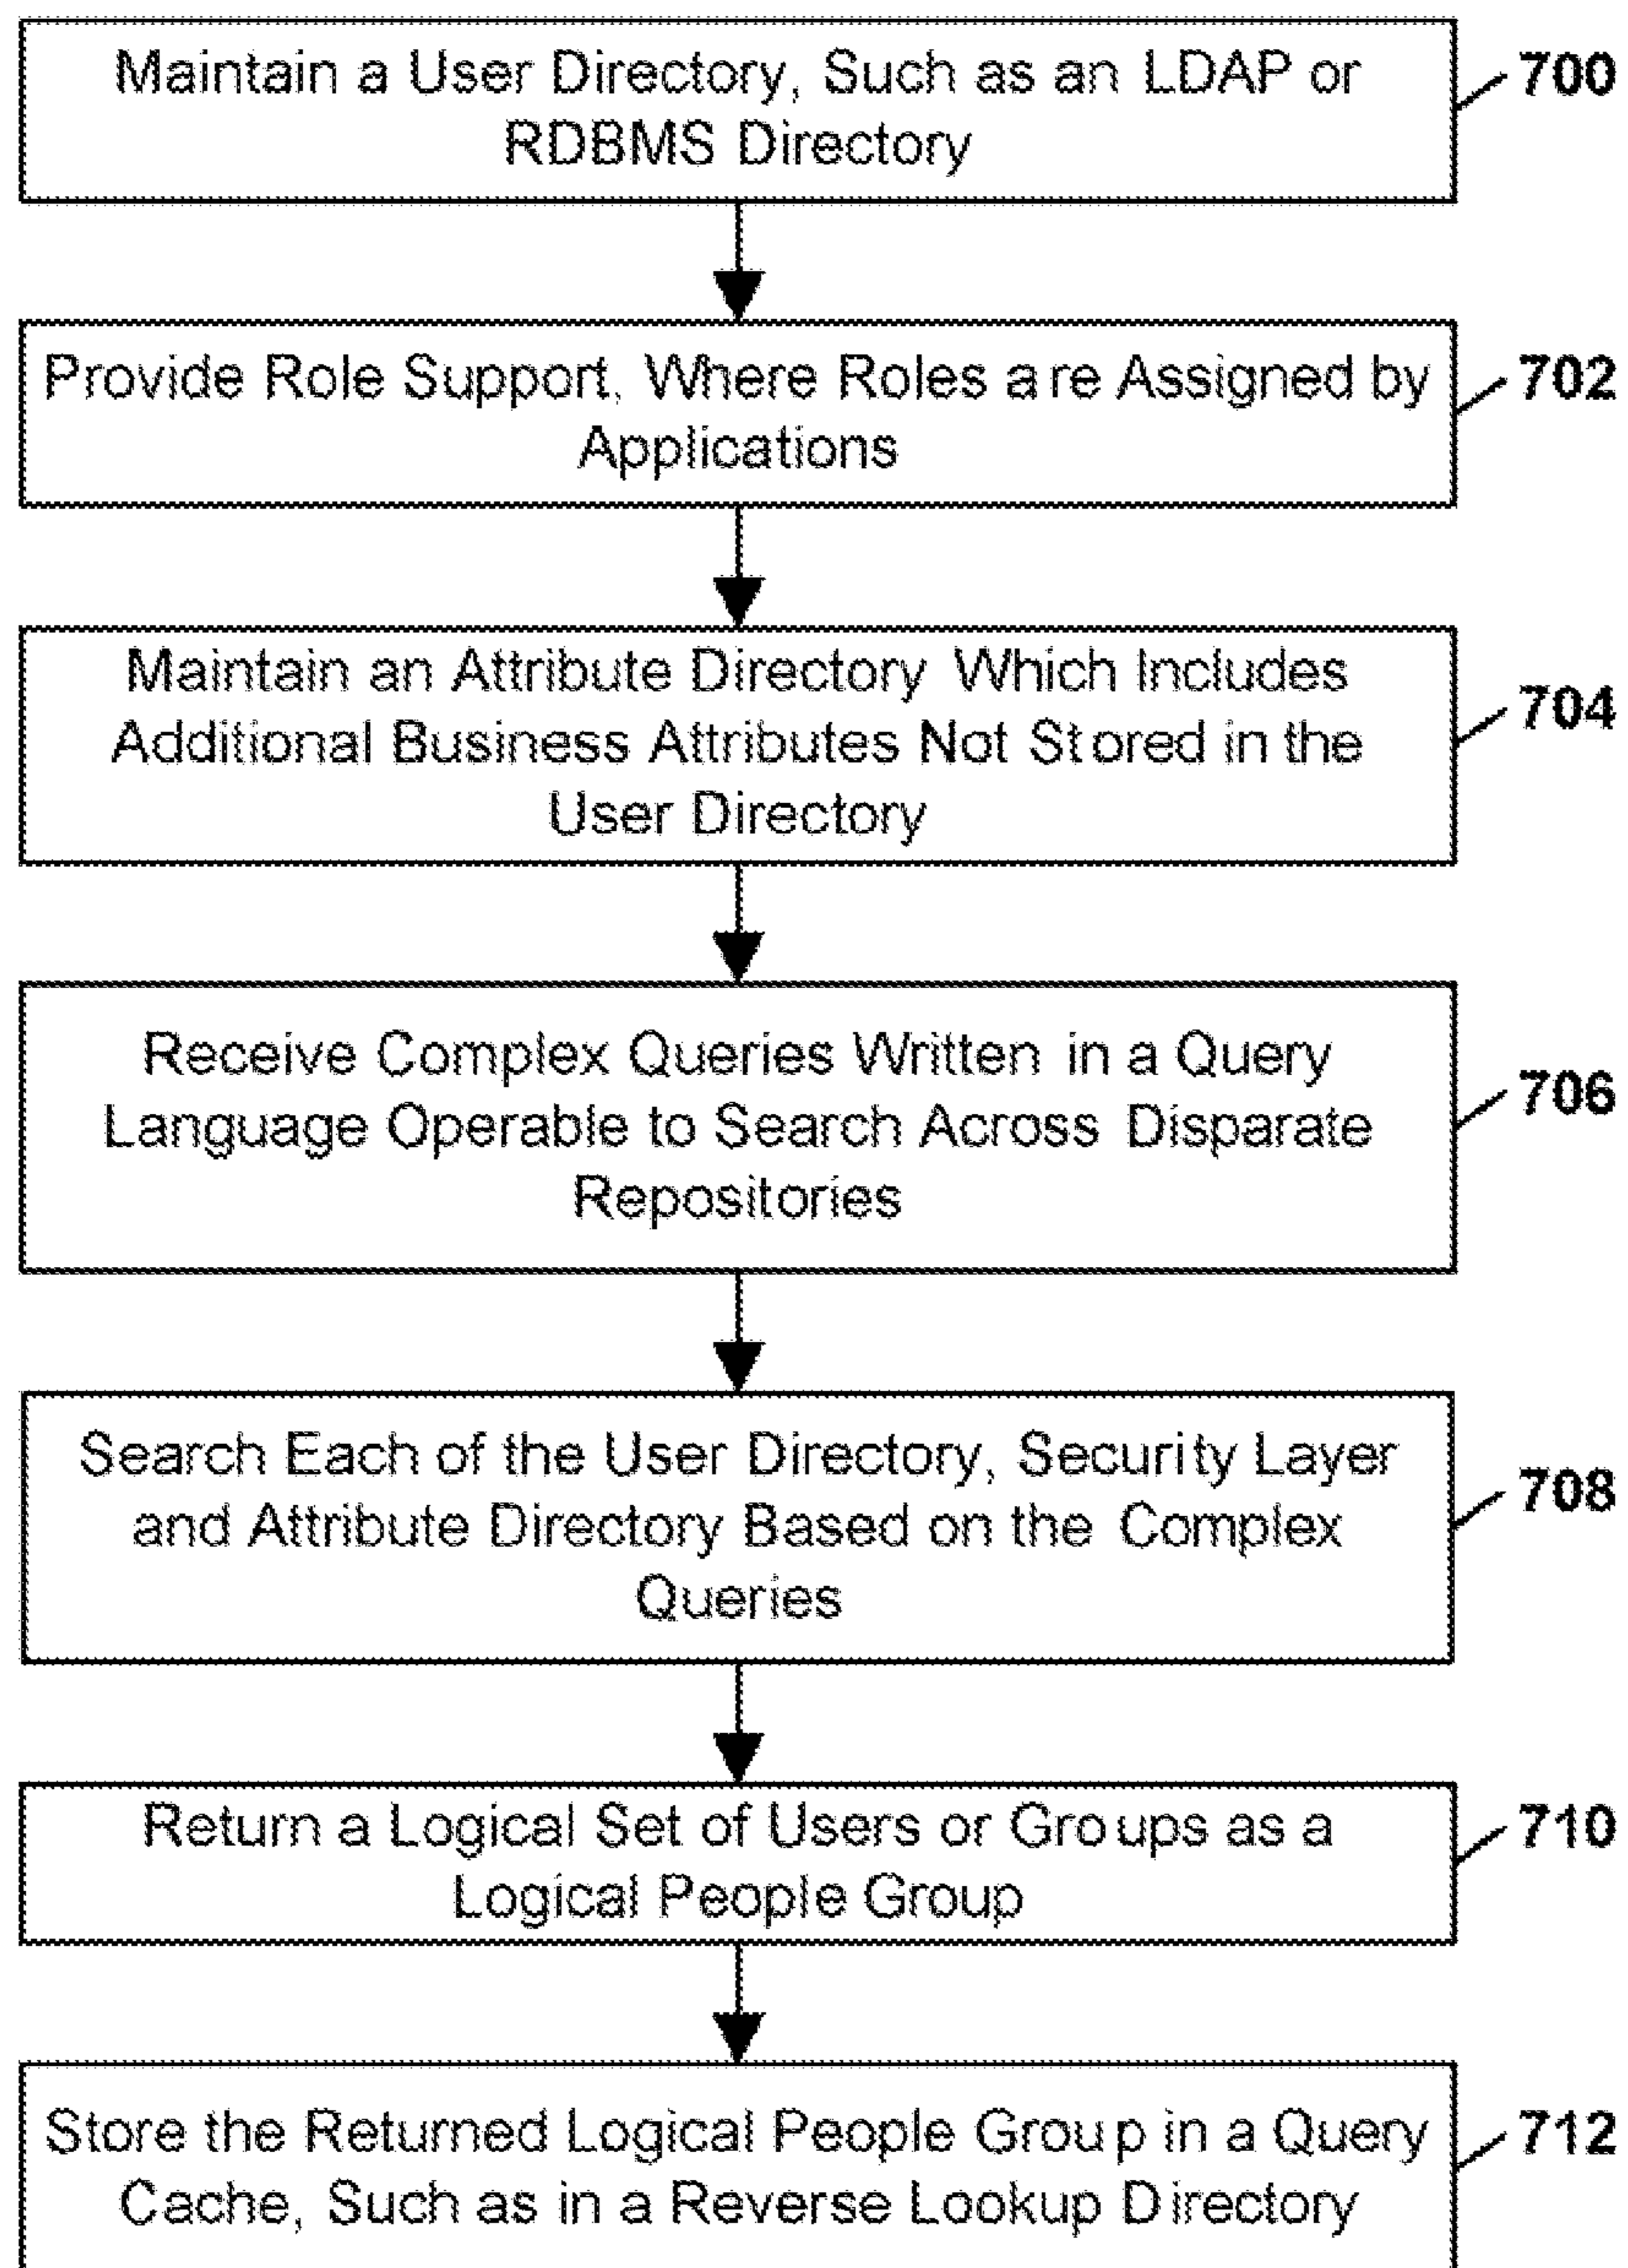 Maintain a User Directory, Such as an LDAP or
RDBMS Directory
700
Provide Role Support, Where Roles are Assigned by
Applications
702
Maintain an Attribute Directory Which Includes
Additional Business Attributes Not Stored in the
User Directory
704
Receive Complex Queries Written in a Query
Language Operable to Search Across Disparate
Repositories
706
Search Each of the User Directory, Security Layer
and Attribute Directory Based on the Complex
Queries
708
Return a Logical Set of Users or Groups as a
Logical People Group
710
Store the Returned Logical People Group in a Query
Cache, Such as in a Reverse Lookup Directory
712